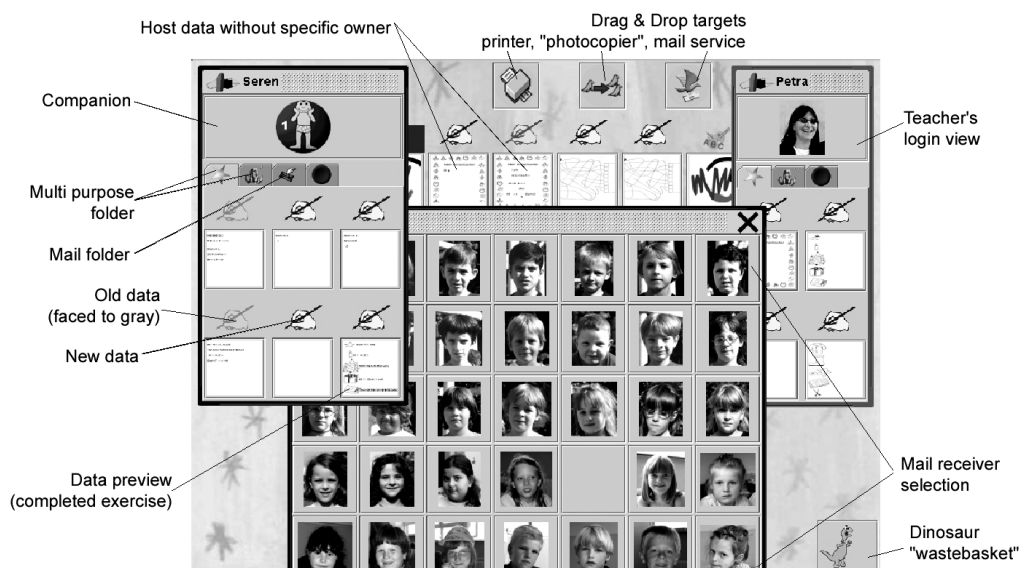 Drag & Drop targets
Host data without specific owner
printer, "photocopier", mail service
Seren
Petra
Companion
1
Teacher's
login view
ABC
Multi purpose
folder
Mail folder
Old data
(faced to gray)
New data
Data preview
(completed exercise)
Mail receiver
selection
Dinosaur
"wastebasket"